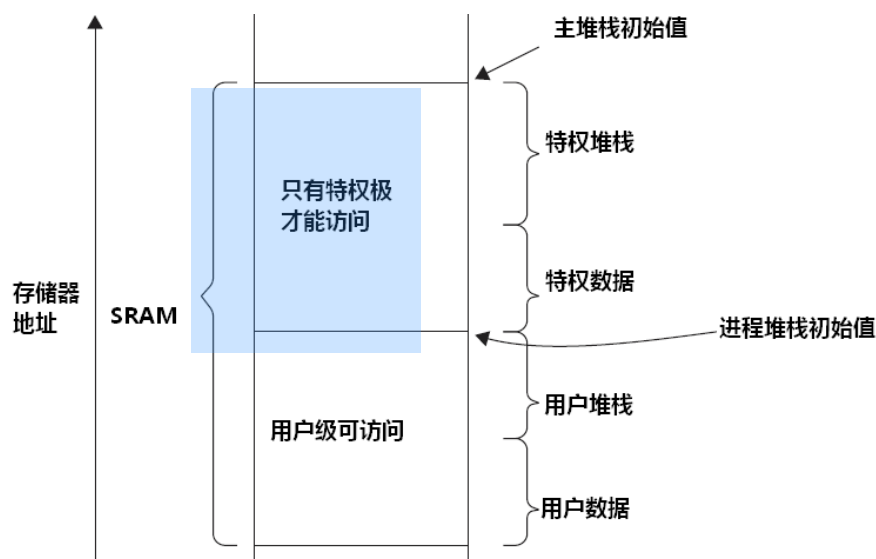 主堆栈初始值
特权堆栈
只有特权极
才能访问
特权数据
存储器
地址
SRAM
进程堆栈初始值
用户堆栈
用户级可访问
用户数据